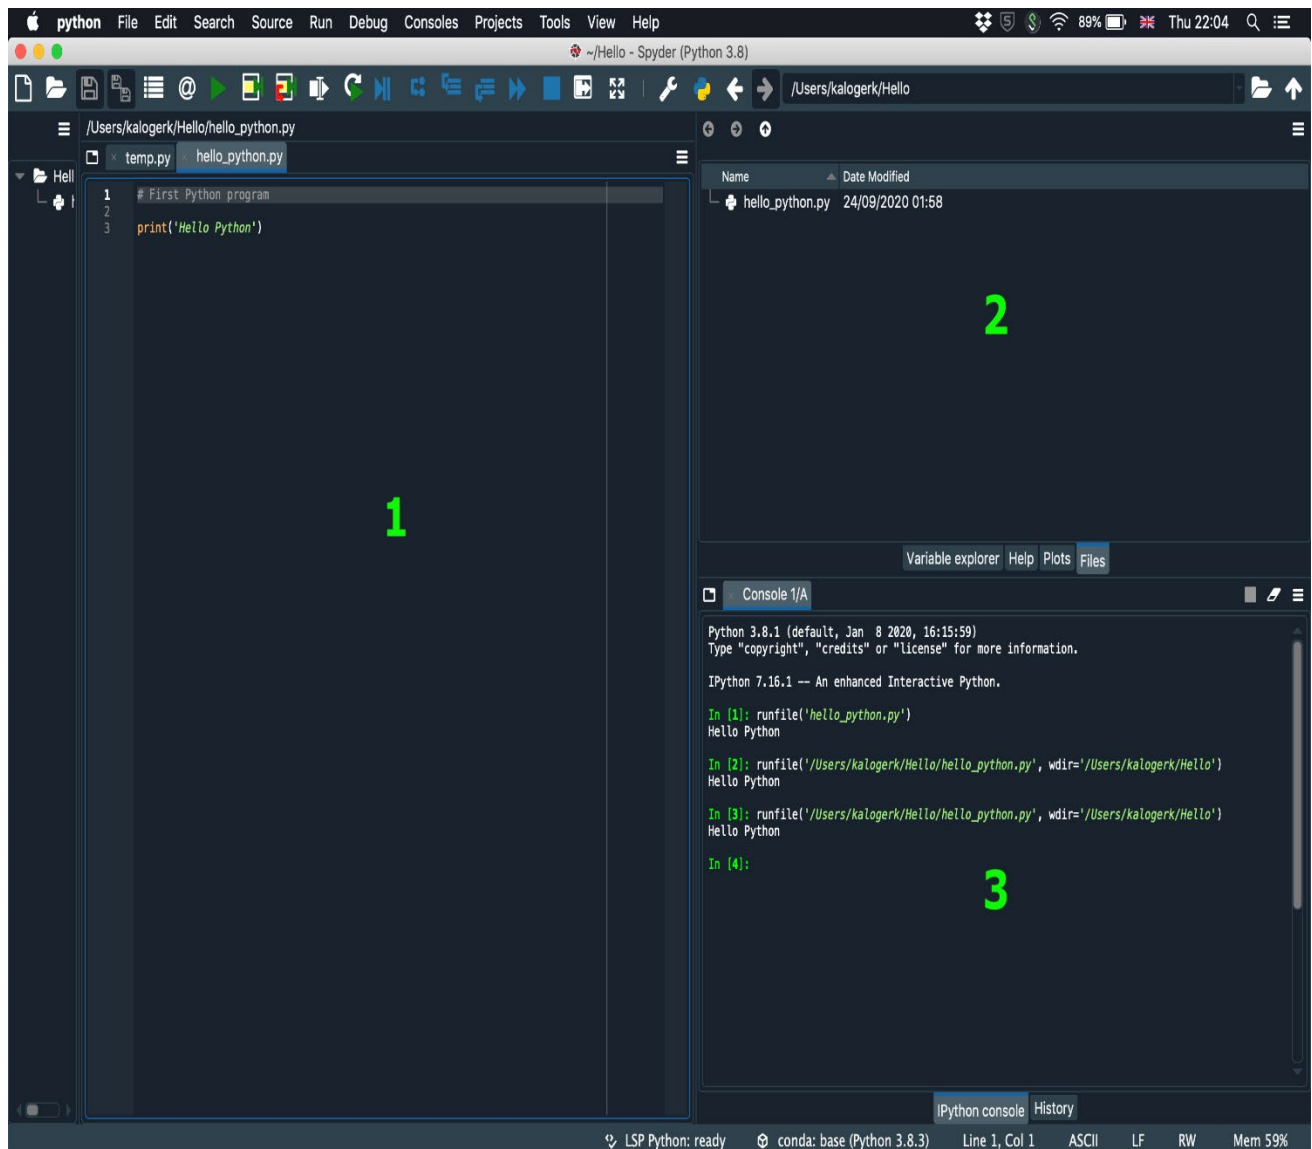 python File Edit Search Source Run Debug Consoles Projects Tools View Help 5 S 89% Thu 22:04
~/Hello - Spyder (Python 3.8)
@ /Users/kalogerk/Hello
/Users/kalogerk/Hello/hello_python.py
temp.py hello_python.py
Hell
1 # First Python program
2
3 print('Hello Python')
1
Name Date Modified
hello_python.py 24/09/2020 01:58
2
Variable explorer Help Plots Files
Console 1/A
Python 3.8.1 (default, Jan 8 2020, 16:15:59)
Type "copyright", "credits" or "license" for more information.
IPython 7.16.1 -- An enhanced Interactive Python.
In [1]: runfile('hello_python.py')
Hello Python
In [2]: runfile('/Users/kalogerk/Hello/hello_python.py', wdir='/Users/kalogerk/Hello')
Hello Python
In [3]: runfile('/Users/kalogerk/Hello/hello_python.py', wdir='/Users/kalogerk/Hello')
Hello Python
In [4]:
3
IPython console History
LSP Python: ready conda: base (Python 3.8.3) Line 1, Col 1 ASCII LF RW Mem 59%